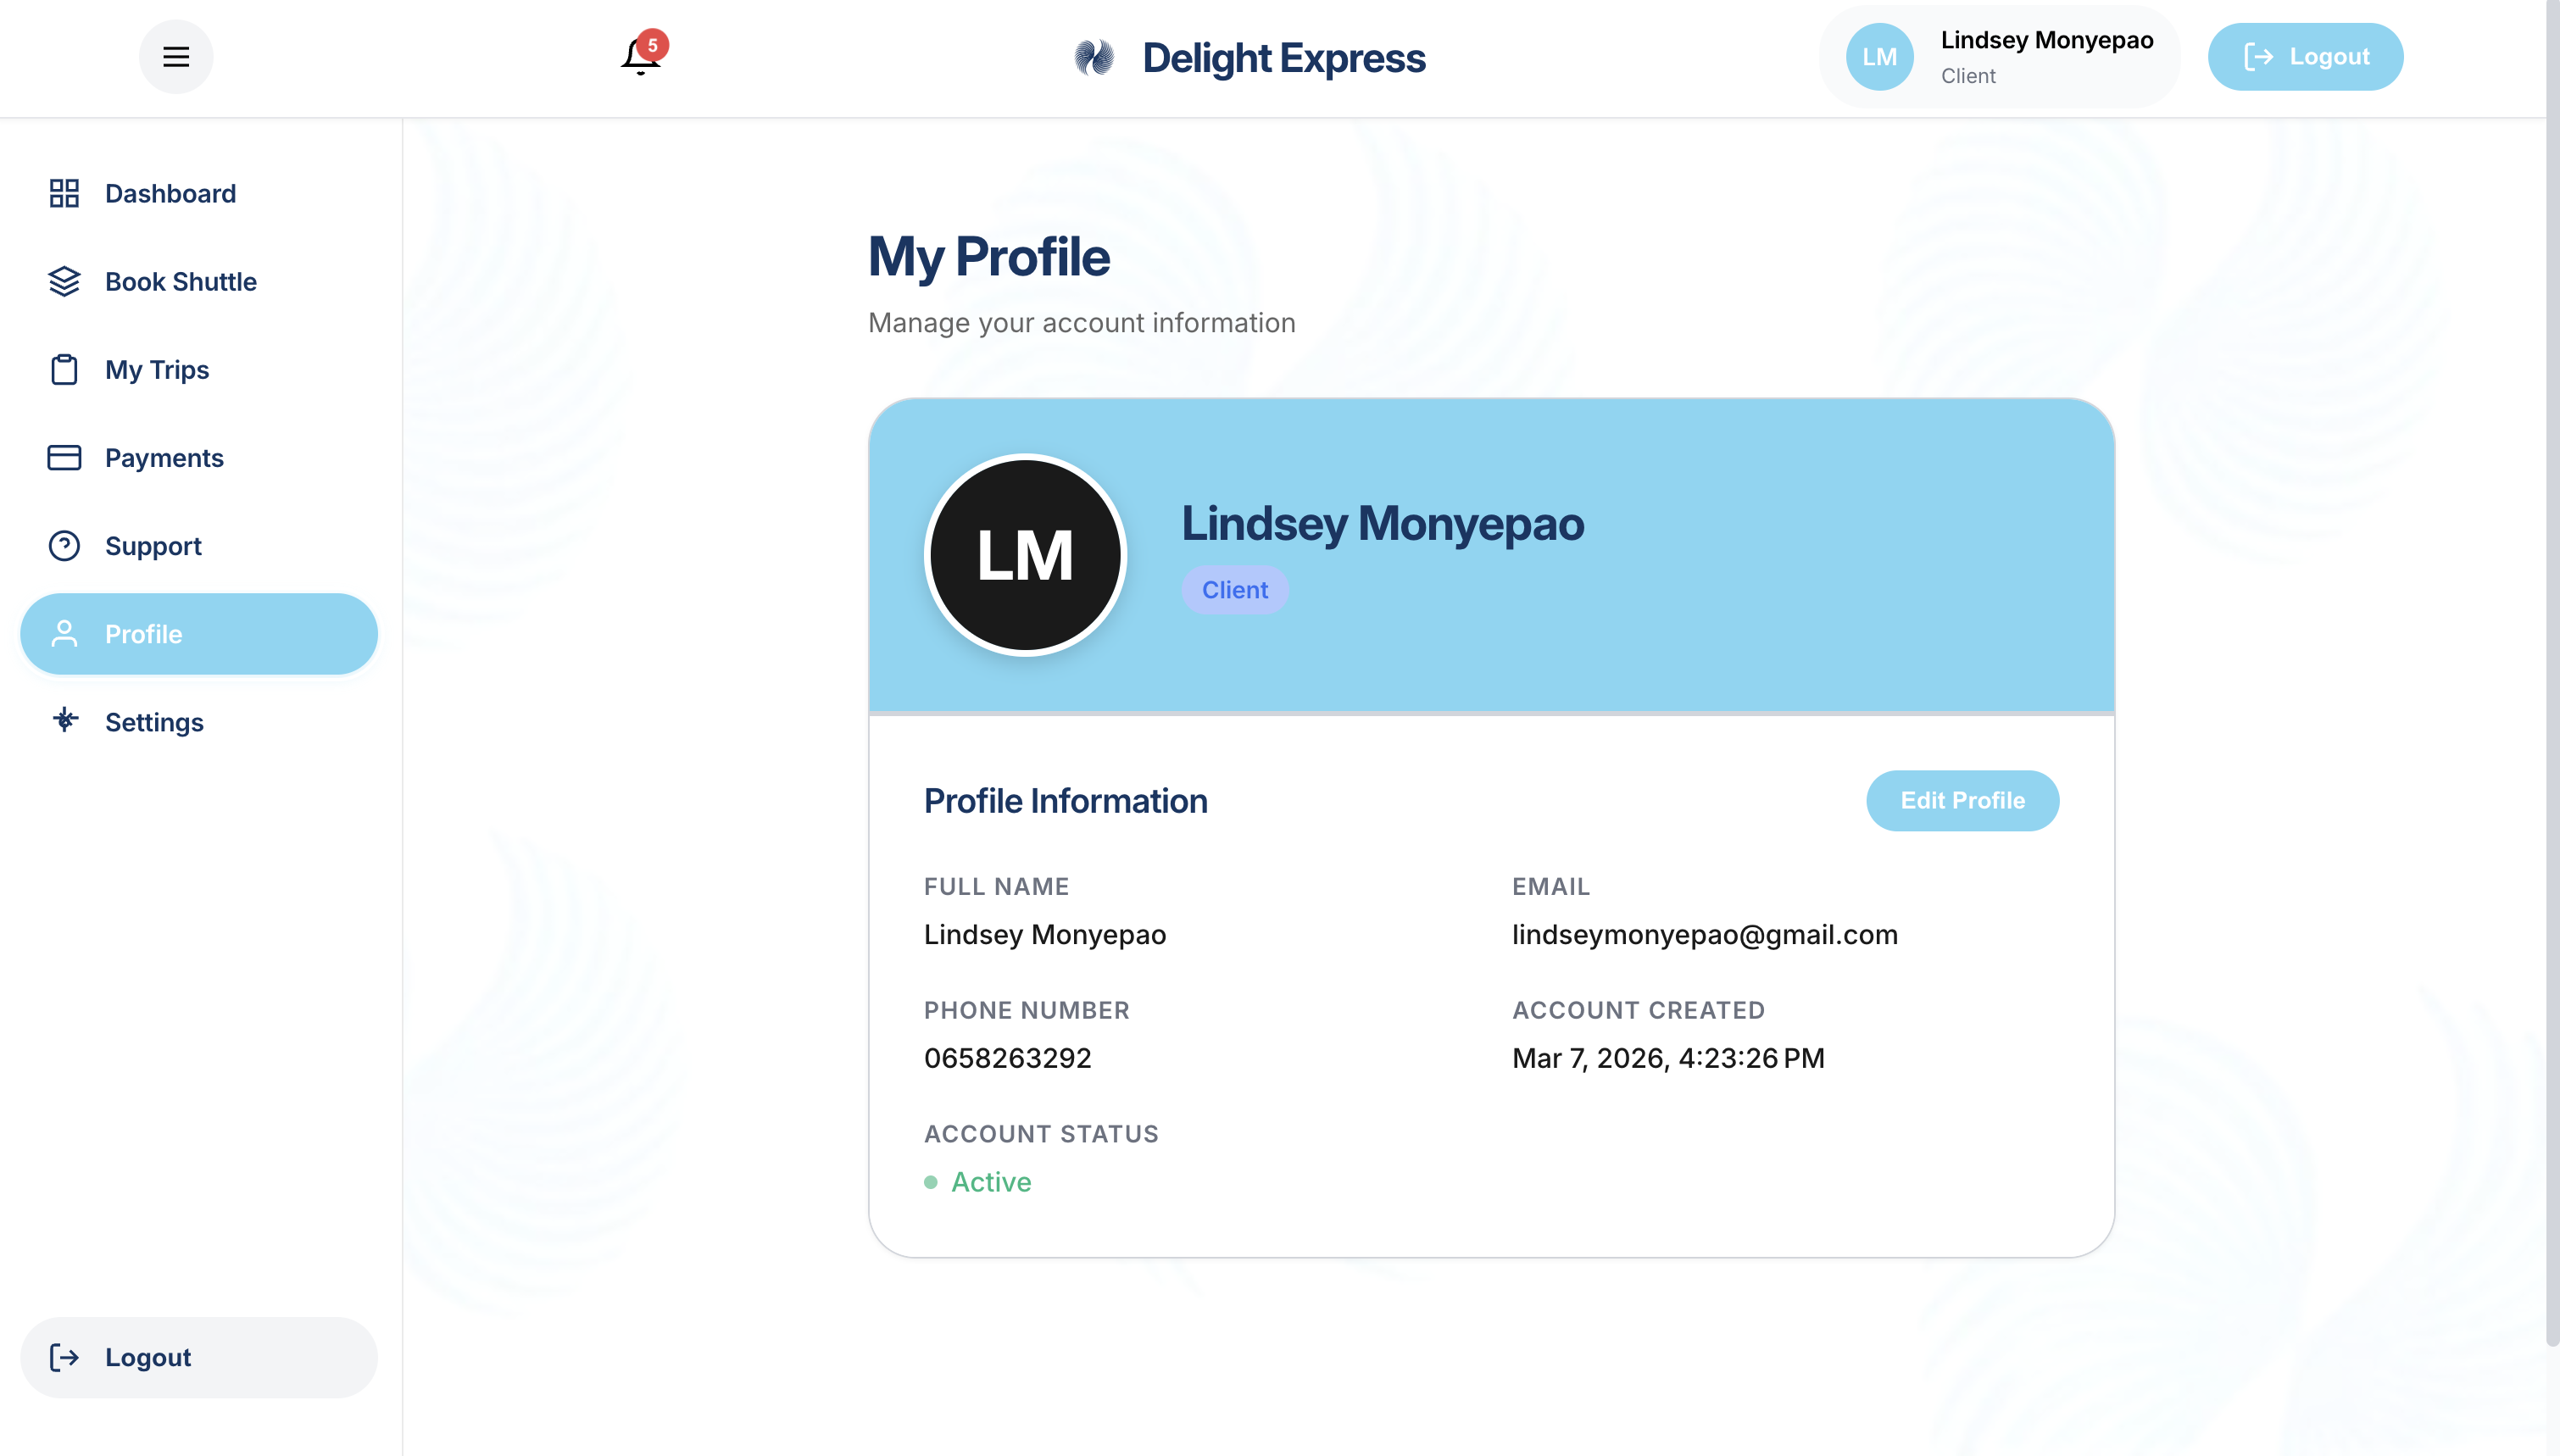 5
Delight Express
LM
Lindsey Monyepao
Client
Logout
Dashboard
Book Shuttle
My Trips
Payments
Support
Profile
Settings
Logout
My Profile
Manage your account information
LM
Lindsey Monyepao
Client
Profile Information
Edit Profile
FULL NAME
Lindsey Monyepao
EMAIL
lindseymonyepao@gmail.com
PHONE NUMBER
0658263292
ACCOUNT CREATED
Mar 7, 2026, 4:23:26 PM
ACCOUNT STATUS
Active